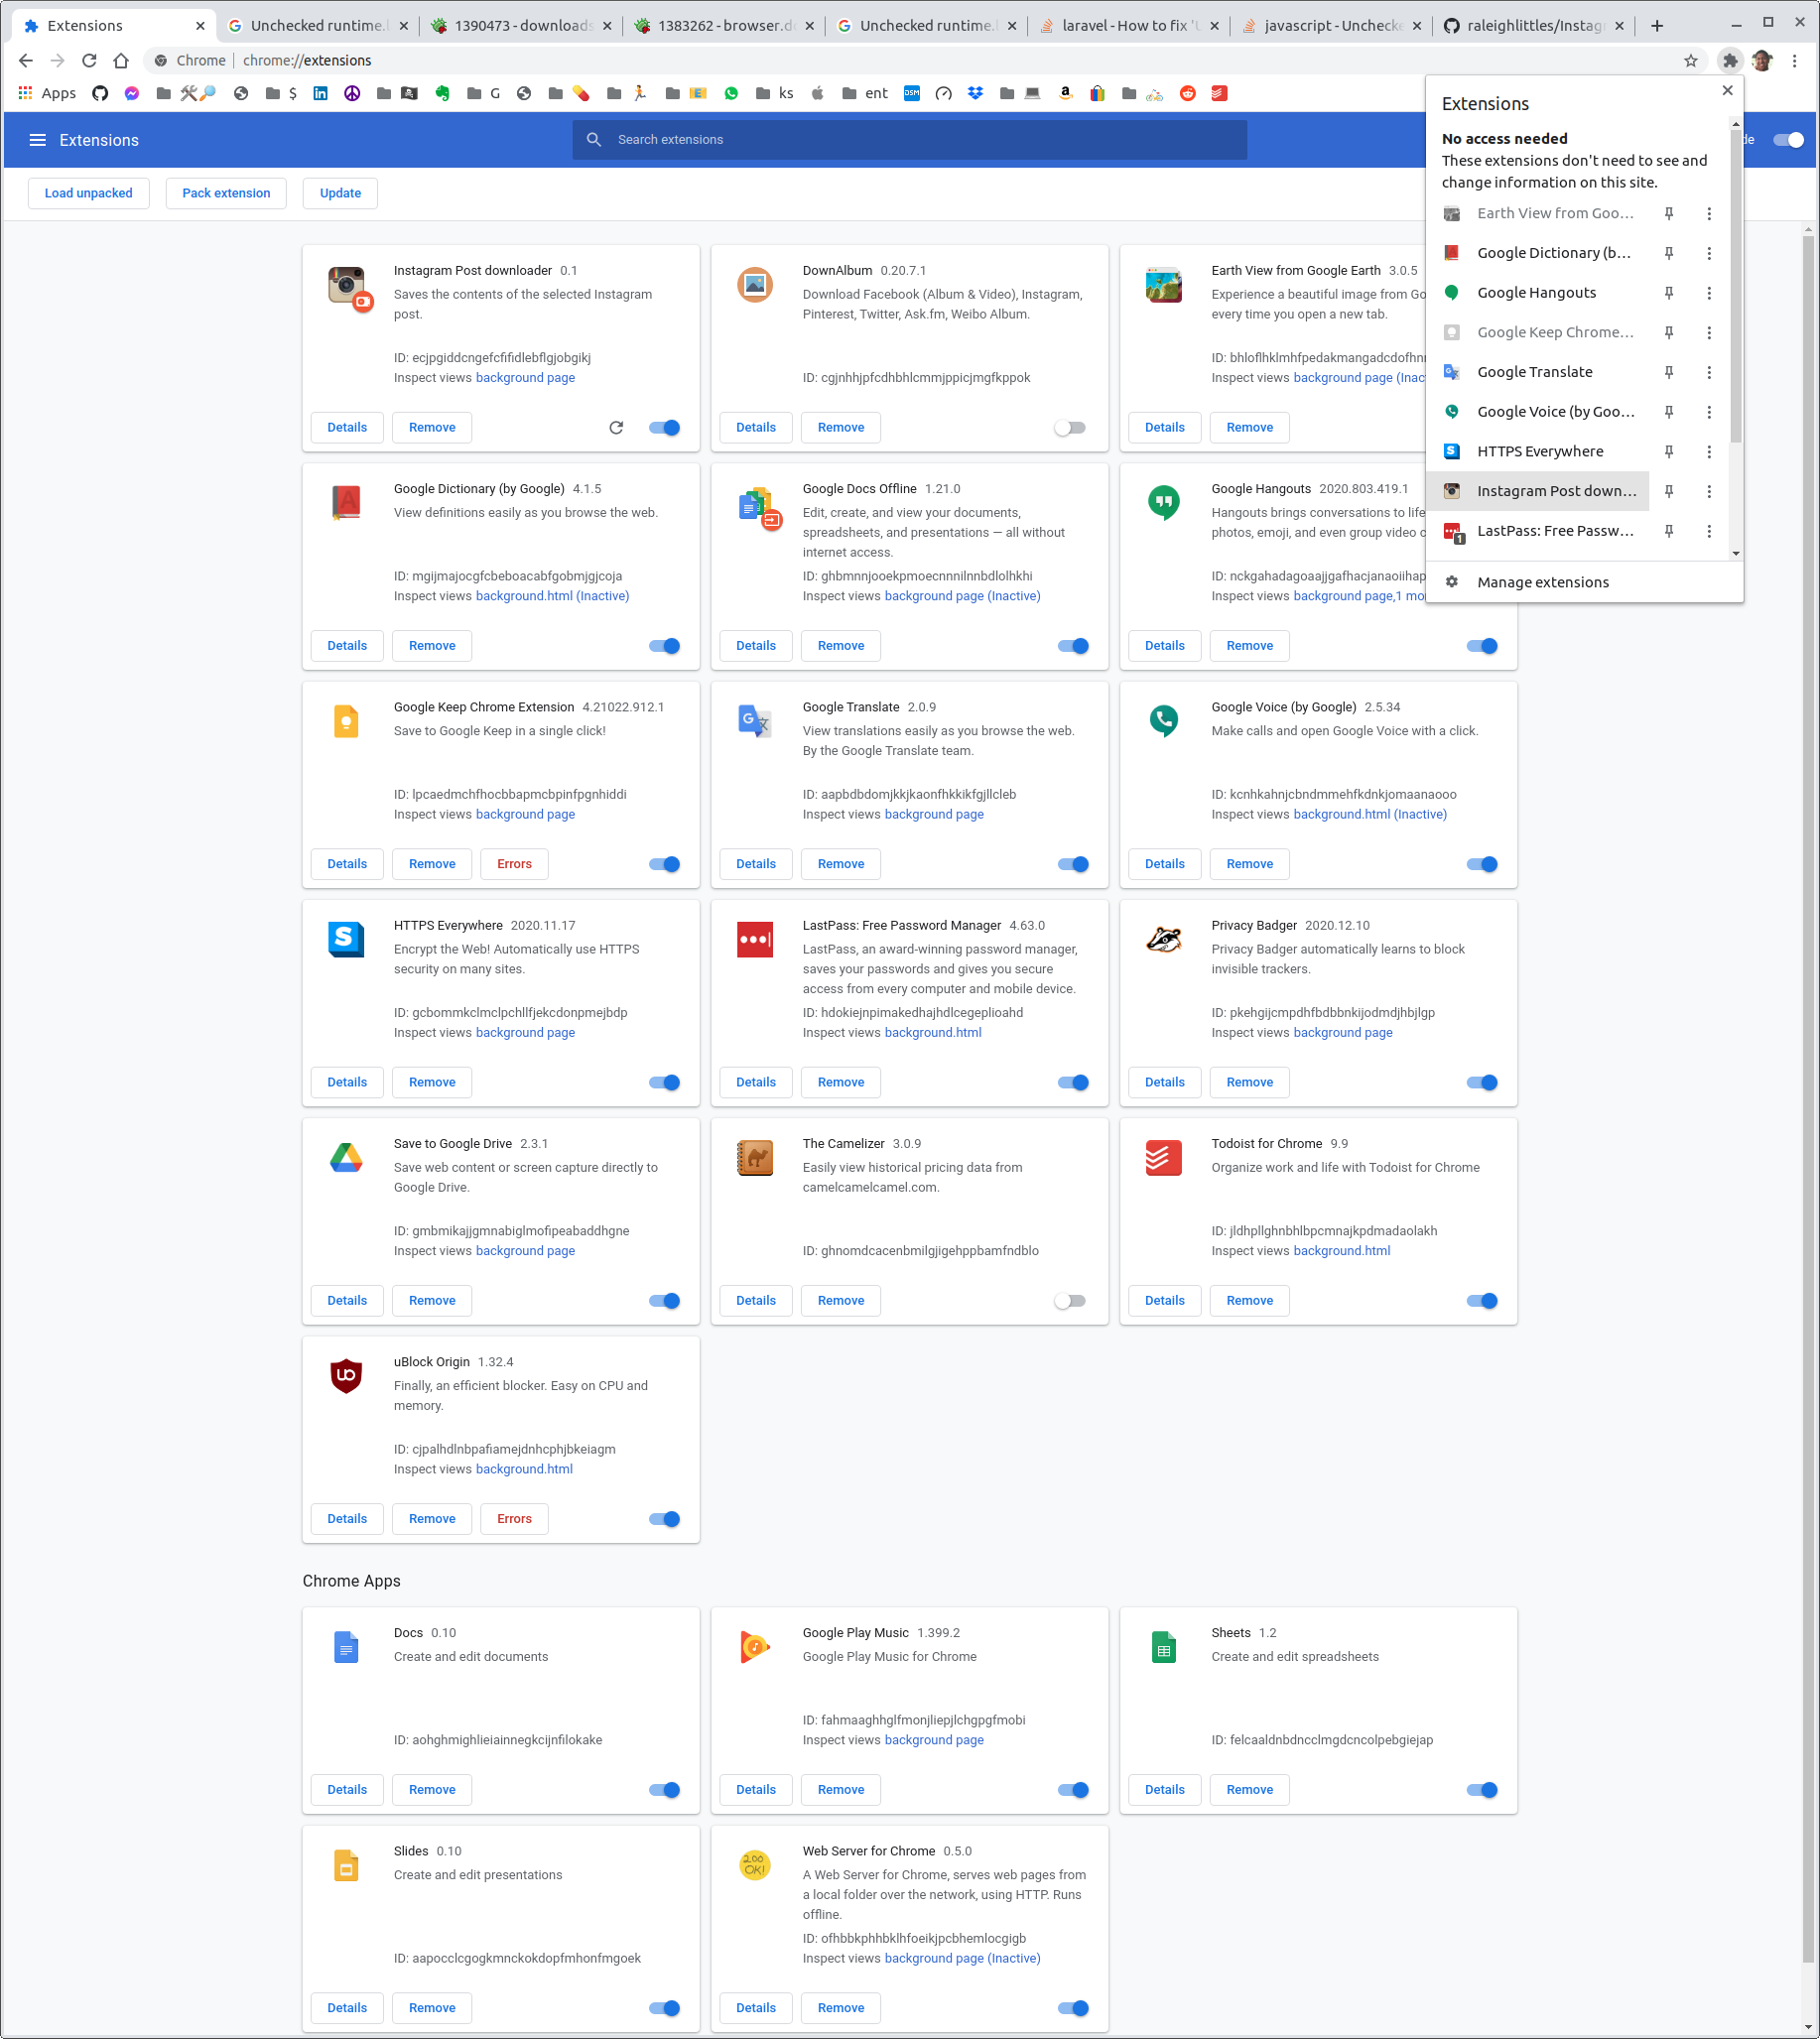 Extensions
Unchecked runtime.l
1390473 - downloads
1383262 - browser.do
Unchecked runtime.l
laravel - How to fix 'U
javascript - Unchecke
raleighlittles/Instag
Chrome | chrome://extensions
Apps
$
G
ks
ent
Extensions
Search extensions
de
Load unpacked
Pack extension
Update
Extensions
No access needed
These extensions don't need to see and
change information on this site.
Earth View from Goo...
Google Dictionary (b...
Google Hangouts
Google Keep Chrome...
Google Translate
Google Voice (by Goo...
HTTPS Everywhere
Instagram Post down...
LastPass: Free Passw...
1
Manage extensions
Instagram Post downloader 0.1
Saves the contents of the selected Instagram
post.
ID: ecjpgiddcngefcfifidlebflgjobgikj
Inspect views background page
Details Remove
DownAlbum 0.20.7.1
Download Facebook (Album & Video), Instagram,
Pinterest, Twitter, Ask.fm, Weibo Album.
ID: cgjnhhjpfcdhbhlcmmjppicjmgfkppok
Details Remove
Earth View from Google Earth 3.0.5
Experience a beautiful image from Go
every time you open a new tab.
ID: bhloflhklmhfpedakmangadcdofhnn
Inspect views background page (Inac
Details Remove
Google Dictionary (by Google) 4.1.5
View definitions easily as you browse the web.
ID: mgijmajocgfcbeboacabfgobmjgjcoja
Inspect views background.html (Inactive)
Details Remove
Google Docs Offline 1.21.0
Edit, create, and view your documents,
spreadsheets, and presentations — all without
internet access.
ID: ghbmnnjooekpmoecnnnilnnbdlolhkhi
Inspect views background page (Inactive)
Details Remove
Google Hangouts 2020.803.419.1
Hangouts brings conversations to life
photos, emoji, and even group video c
ID: nckgahadagoaajjgafhacjanaoiihap
Inspect views background page,1 mo
Details Remove
Google Keep Chrome Extension 4.21022.912.1
Save to Google Keep in a single click!
ID: lpcaedmchfhocbbapmcbpinfpgnhiddi
Inspect views background page
Details Remove Errors
Google Translate 2.0.9
View translations easily as you browse the web.
By the Google Translate team.
ID: aapbdbdomjkkjkaonfhkkikfgjllcleb
Inspect views background page
Details Remove
Google Voice (by Google) 2.5.34
Make calls and open Google Voice with a click.
ID: kcnhkahnjcbndmmehfkdnkjomaanaooo
Inspect views background.html (Inactive)
Details Remove
HTTPS Everywhere 2020.11.17
Encrypt the Web! Automatically use HTTPS
security on many sites.
ID: gcbommkclmclpchllfjekcdonpmejbdp
Inspect views background page
Details Remove
LastPass: Free Password Manager 4.63.0
LastPass, an award-winning password manager,
saves your passwords and gives you secure
access from every computer and mobile device.
ID: hdokiejnpimakedhajhdlcegeplioahd
Inspect views background.html
Details Remove
Privacy Badger 2020.12.10
Privacy Badger automatically learns to block
invisible trackers.
ID: pkehgijcmpdhfbdbbnkijodmdjhbjlgp
Inspect views background page
Details Remove
Save to Google Drive 2.3.1
Save web content or screen capture directly to
Google Drive.
ID: gmbmikajjgmnabiglmofipeabaddhgne
Inspect views background page
Details Remove
The Camelizer 3.0.9
Easily view historical pricing data from
camelcamelcamel.com.
ID: ghnomdcacenbmilgjigehppbamfndblo
Details Remove
Todoist for Chrome 9.9
Organize work and life with Todoist for Chrome
ID: jldhpllghnbhlbpcmnajkpdmadaolakh
Inspect views background.html
Details Remove
uBlock Origin 1.32.4
Finally, an efficient blocker. Easy on CPU and
memory.
ID: cjpalhdlnbpafiamejdnhcphjbkeiagm
Inspect views background.html
Details Remove Errors
Chrome Apps
Docs 0.10
Create and edit documents
ID: aohghmighlieiainnegkcijnfilokake
Details Remove
Google Play Music 1.399.2
Google Play Music for Chrome
ID: fahmaaghhglfmonjliepjlchgpgfmobi
Inspect views background page
Details Remove
Sheets 1.2
Create and edit spreadsheets
ID: felcaaldnbdncclmgdcncolpebgiejap
Details Remove
Slides 0.10
Create and edit presentations
ID: aapocclcgogkmnckokdopfmhonfmgoek
Details Remove
200
OK!
Web Server for Chrome 0.5.0
A Web Server for Chrome, serves web pages from
a local folder over the network, using HTTP. Runs
offline.
ID: ofhbbkphhbklhfoeikjpcbhemlocgigb
Inspect views background page (Inactive)
Details Remove